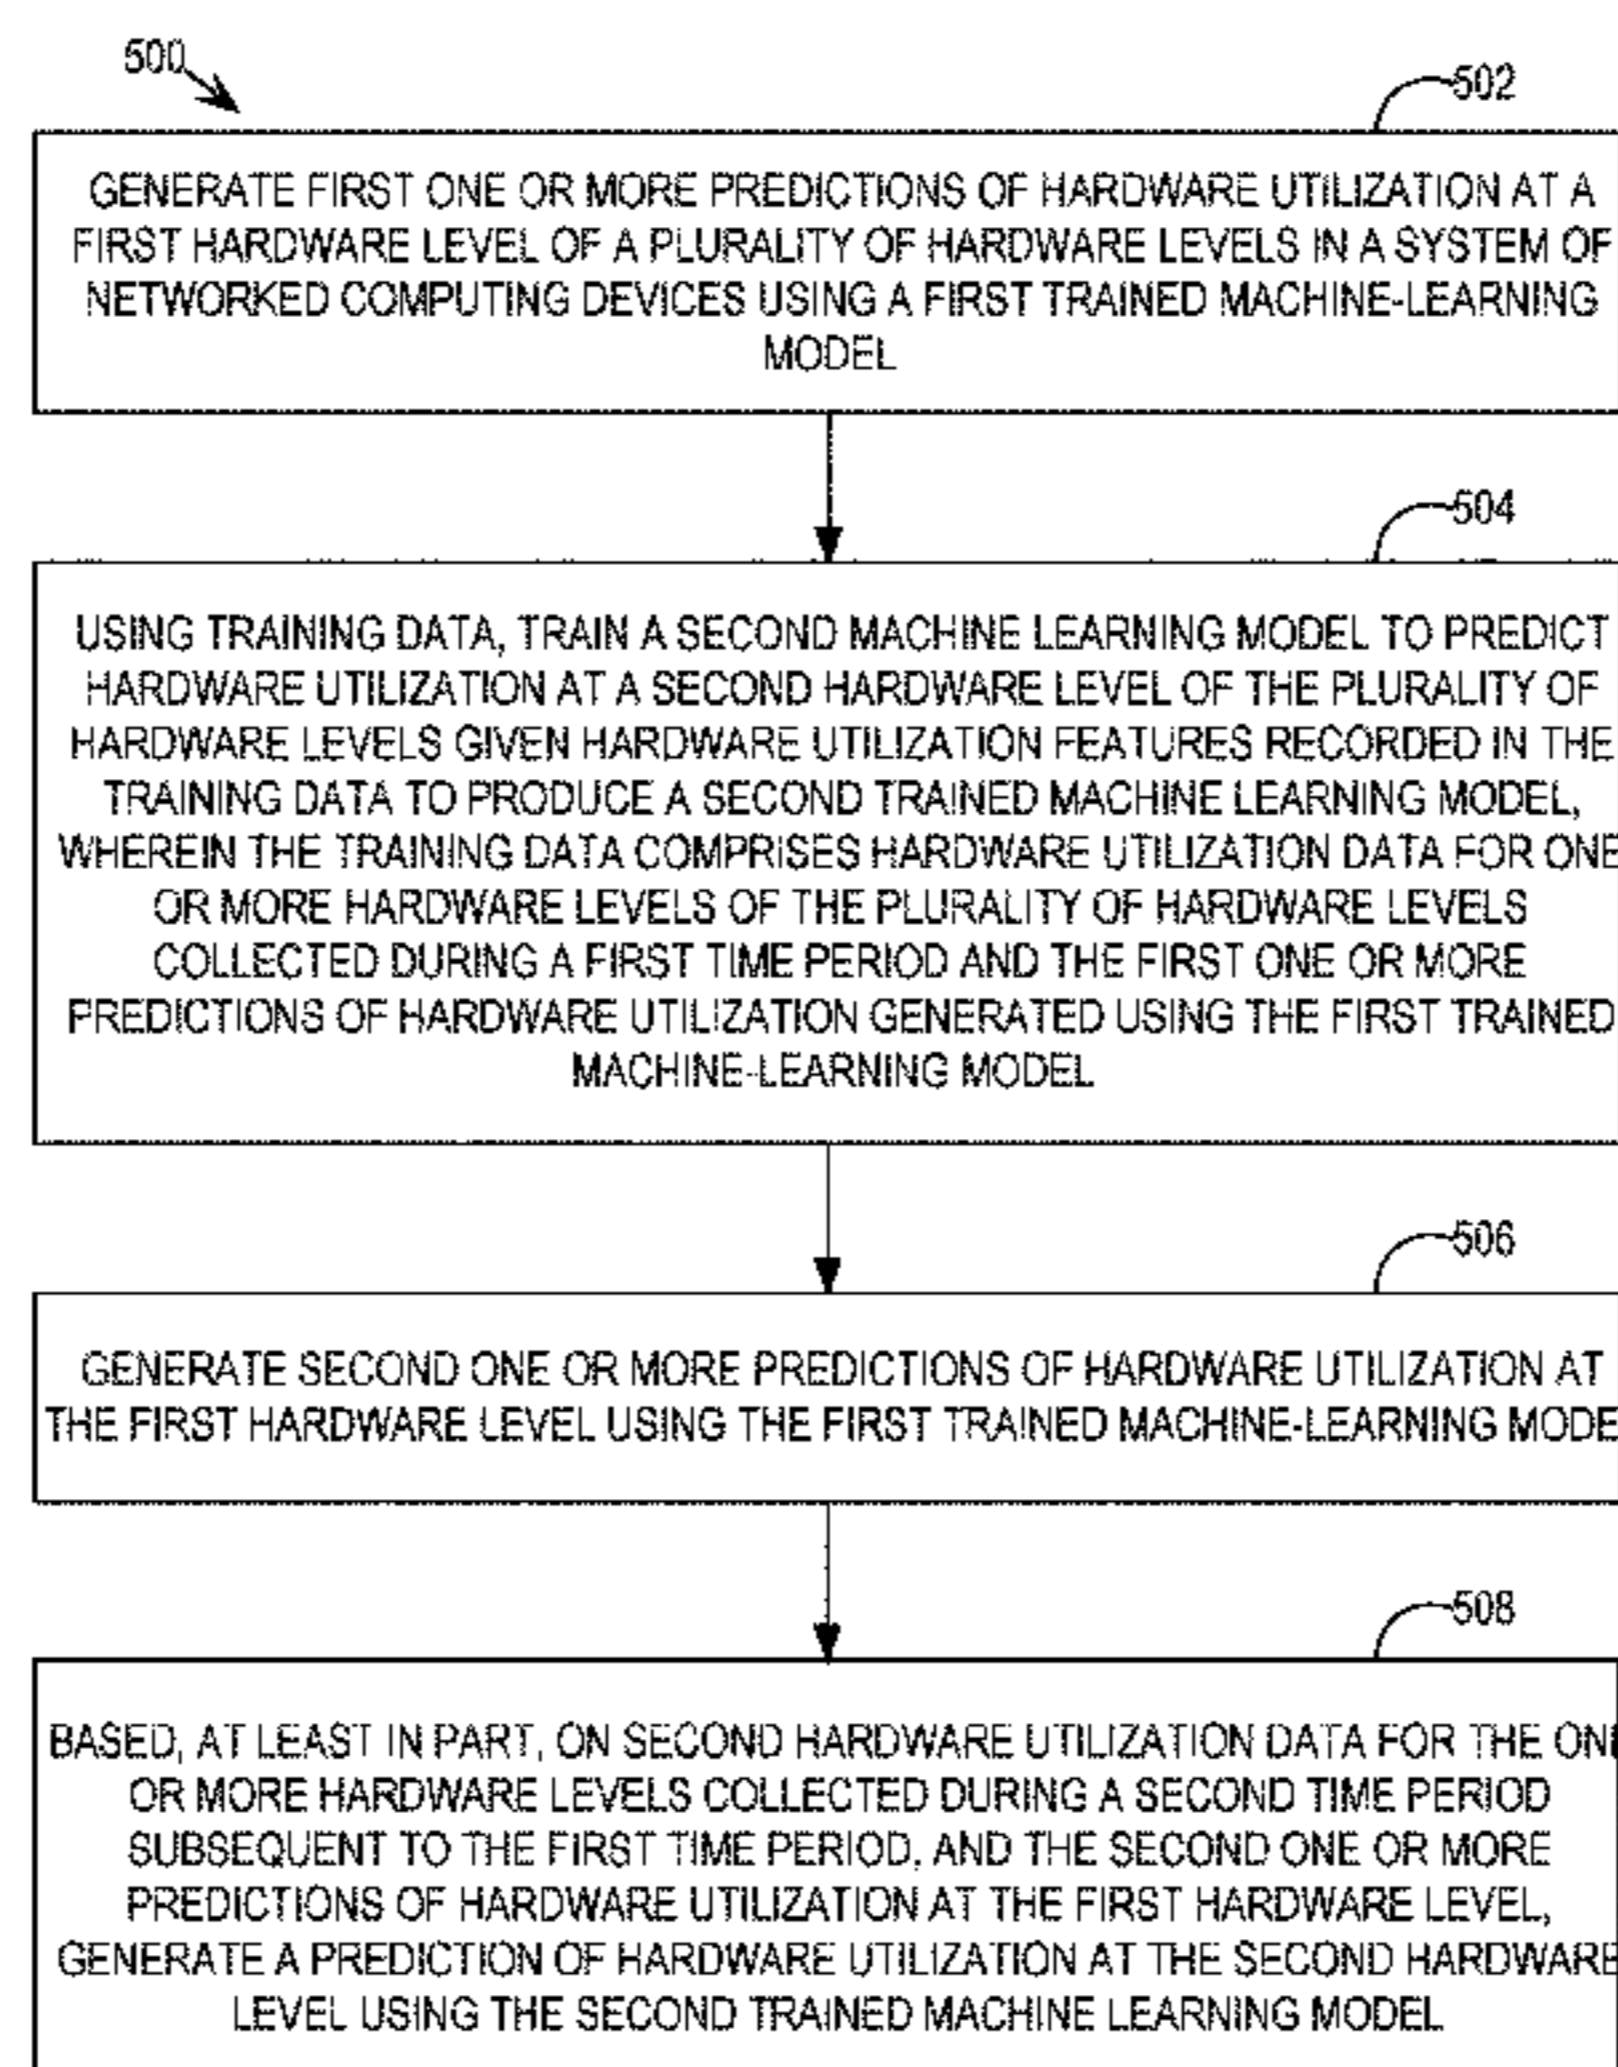 500
502
GENERATE FIRST ONE OR MORE PREDICTIONS OF HARDWARE UTILIZATION AT A
FIRST HARDWARE LEVEL OF A PLURALITY OF HARDWARE LEVELS IN A SYSTEM OF
NETWORKED COMPUTING DEVICES USING A FIRST TRAINED MACHINE-LEARNING
MODEL
504
USING TRAINING DATA, TRAIN A SECOND MACHINE LEARNING MODEL TO PREDICT
HARDWARE UTILIZATION AT A SECOND HARDWARE LEVEL OF THE PLURALITY OF
HARDWARE LEVELS GIVEN HARDWARE UTILIZATION FEATURES RECORDED IN THE
TRAINING DATA TO PRODUCE A SECOND TRAINED MACHINE LEARNING MODEL,
WHEREIN THE TRAINING DATA COMPRISES HARDWARE UTILIZATION DATA FOR ONE
OR MORE HARDWARE LEVELS OF THE PLURALITY OF HARDWARE LEVELS
COLLECTED DURING A FIRST TIME PERIOD AND THE FIRST ONE OR MORE
PREDICTIONS OF HARDWARE UTILIZATION GENERATED USING THE FIRST TRAINED
MACHINE-LEARNING MODEL
506
GENERATE SECOND ONE OR MORE PREDICTIONS OF HARDWARE UTILIZATION AT
THE FIRST HARDWARE LEVEL USING THE FIRST TRAINED MACHINE-LEARNING MODE
508
BASED, AT LEAST IN PART, ON SECOND HARDWARE UTILIZATION DATA FOR THE ON
OR MORE HARDWARE LEVELS COLLECTED DURING A SECOND TIME PERIOD
SUBSEQUENT TO THE FIRST TIME PERIOD, AND THE SECOND ONE OR MORE
PREDICTIONS OF HARDWARE UTILIZATION AT THE FIRST HARDWARE LEVEL,
GENERATE A PREDICTION OF HARDWARE UTILIZATION AT THE SECOND HARDWARE
LEVEL USING THE SECOND TRAINED MACHINE LEARNING MODEL